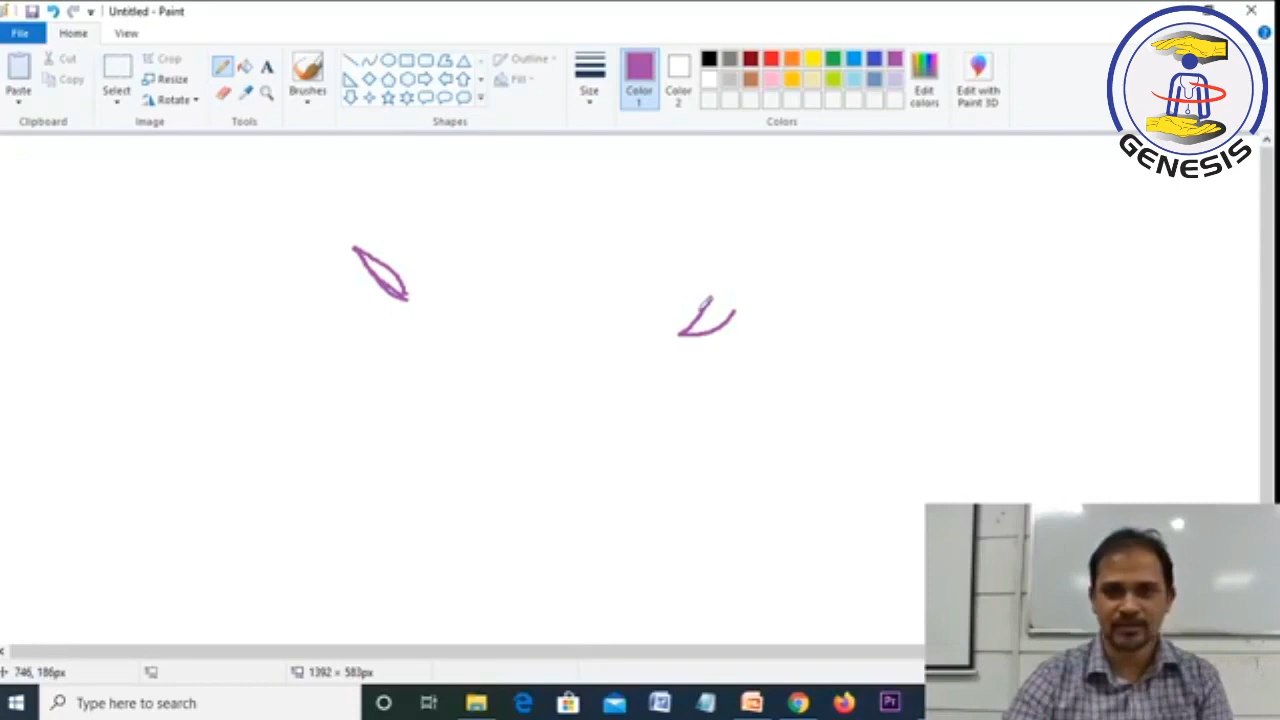 Untitled - Paint
File Home View
Paste
Cut
Copy
Clipboard
Select
Crop
Resize
Rotate
Image
A
Tools
Brushes
Shapes
Outline
Fill
Size
Color 1
Color 2
Colors
Edit colors
Edit with Paint 3D
GENESIS
746, 186px
1392 × 583px
Type here to search
Pr